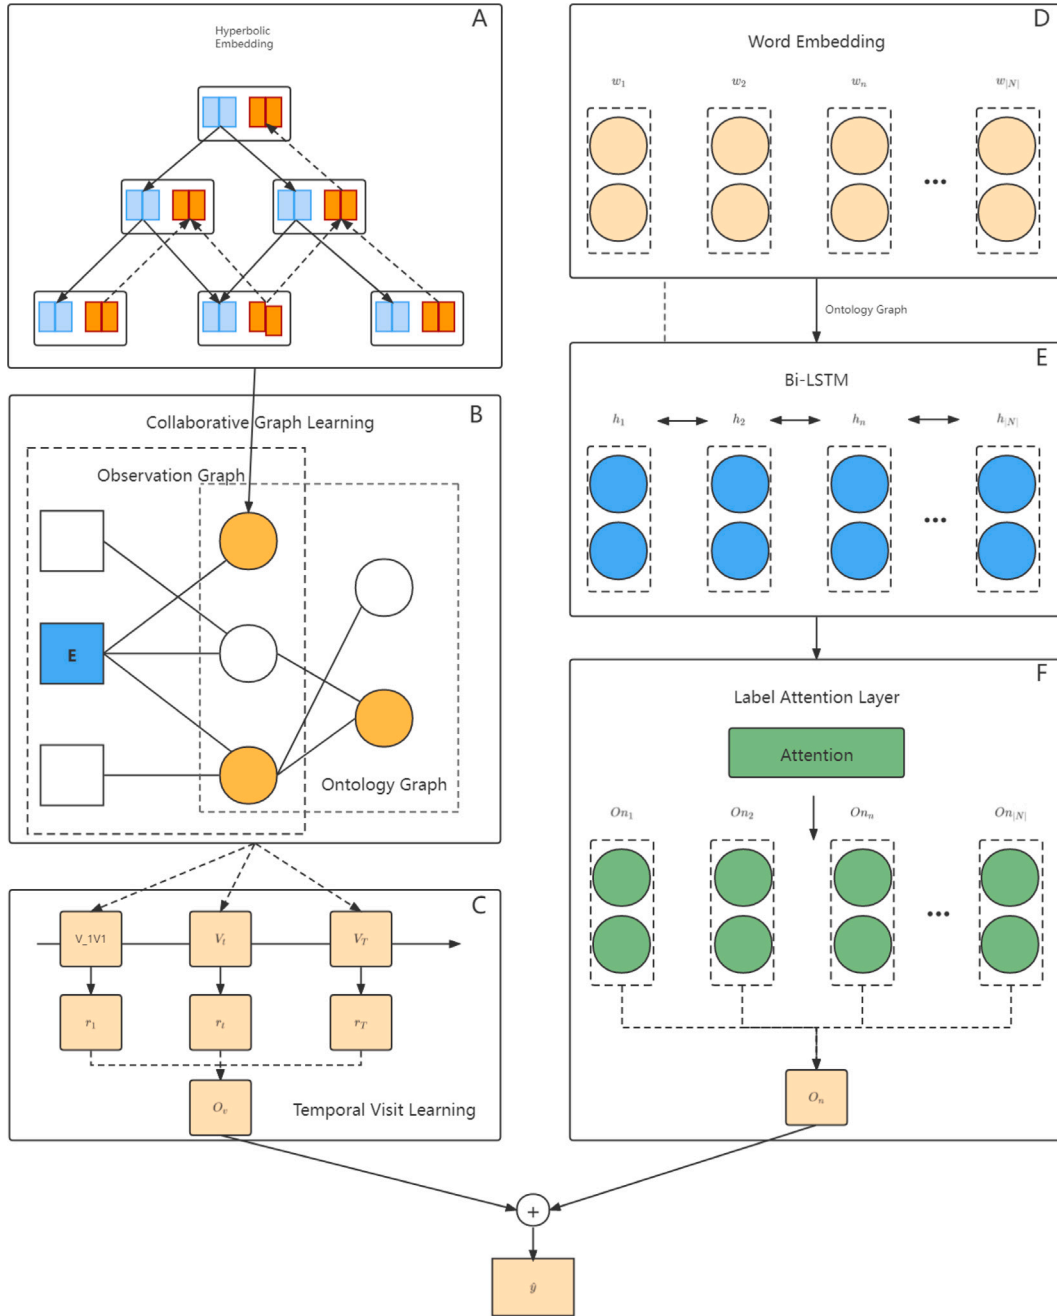 A
Hyperbolic
Embedding
B
Collaborative Graph Learning
Observation Graph
E
Ontology Graph
C
V_1V1
V_t
V_T
r_1
r_t
r_T
O_v
Temporal Visit Learning
D
Word Embedding
w_1 w_2 w_n w_{|N|}
...
Ontology Graph
E
Bi-LSTM
h_1 h_2 h_n h_{|N|}
...
F
Label Attention Layer
Attention
On_1 On_2 On_n On_{|N|}
...
O_n
+
ŷ